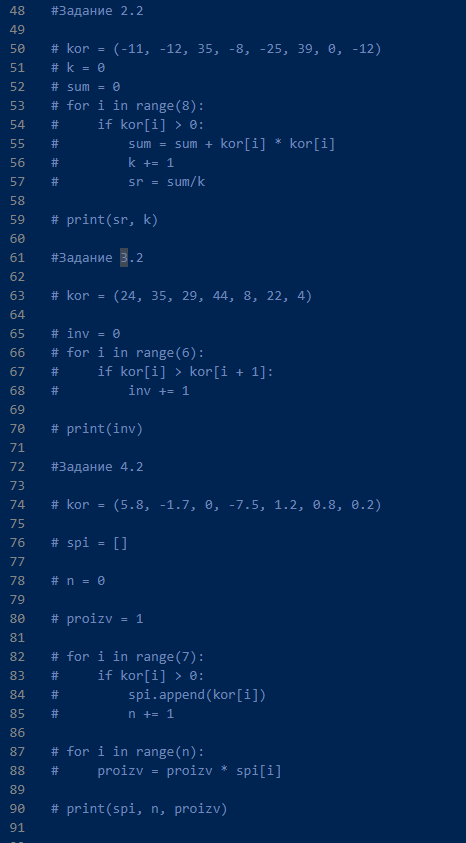 48 #Задание 2.2
49
50 # kor = (-11, -12, 35, -8, -25, 39, 0, -12)
51 # k = 0
52 # sum = 0
53 # for i in range(8):
54 #     if kor[i] > 0:
55 #         sum = sum + kor[i] * kor[i]
56 #         k += 1
57 #         sr = sum/k
58
59 # print(sr, k)
60
61 #Задание 3.2
62
63 # kor = (24, 35, 29, 44, 8, 22, 4)
64
65 # inv = 0
66 # for i in range(6):
67 #     if kor[i] > kor[i + 1]:
68 #         inv += 1
69
70 # print(inv)
71
72 #Задание 4.2
73
74 # kor = (5.8, -1.7, 0, -7.5, 1.2, 0.8, 0.2)
75
76 # spi = []
77
78 # n = 0
79
80 # proizv = 1
81
82 # for i in range(7):
83 #     if kor[i] > 0:
84 #         spi.append(kor[i])
85 #         n += 1
86
87 # for i in range(n):
88 #     proizv = proizv * spi[i]
89
90 # print(spi, n, proizv)
91